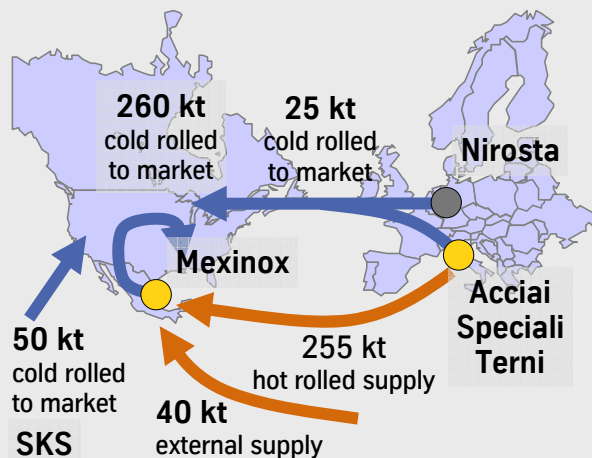 260 kt
cold rolled
to market
25 kt
cold rolled
to market
Nirosta
Mexinox
Acciai
Speciali
Terni
50 kt
cold rolled
to market
SKS
255 kt
hot rolled supply
40 kt
external supply